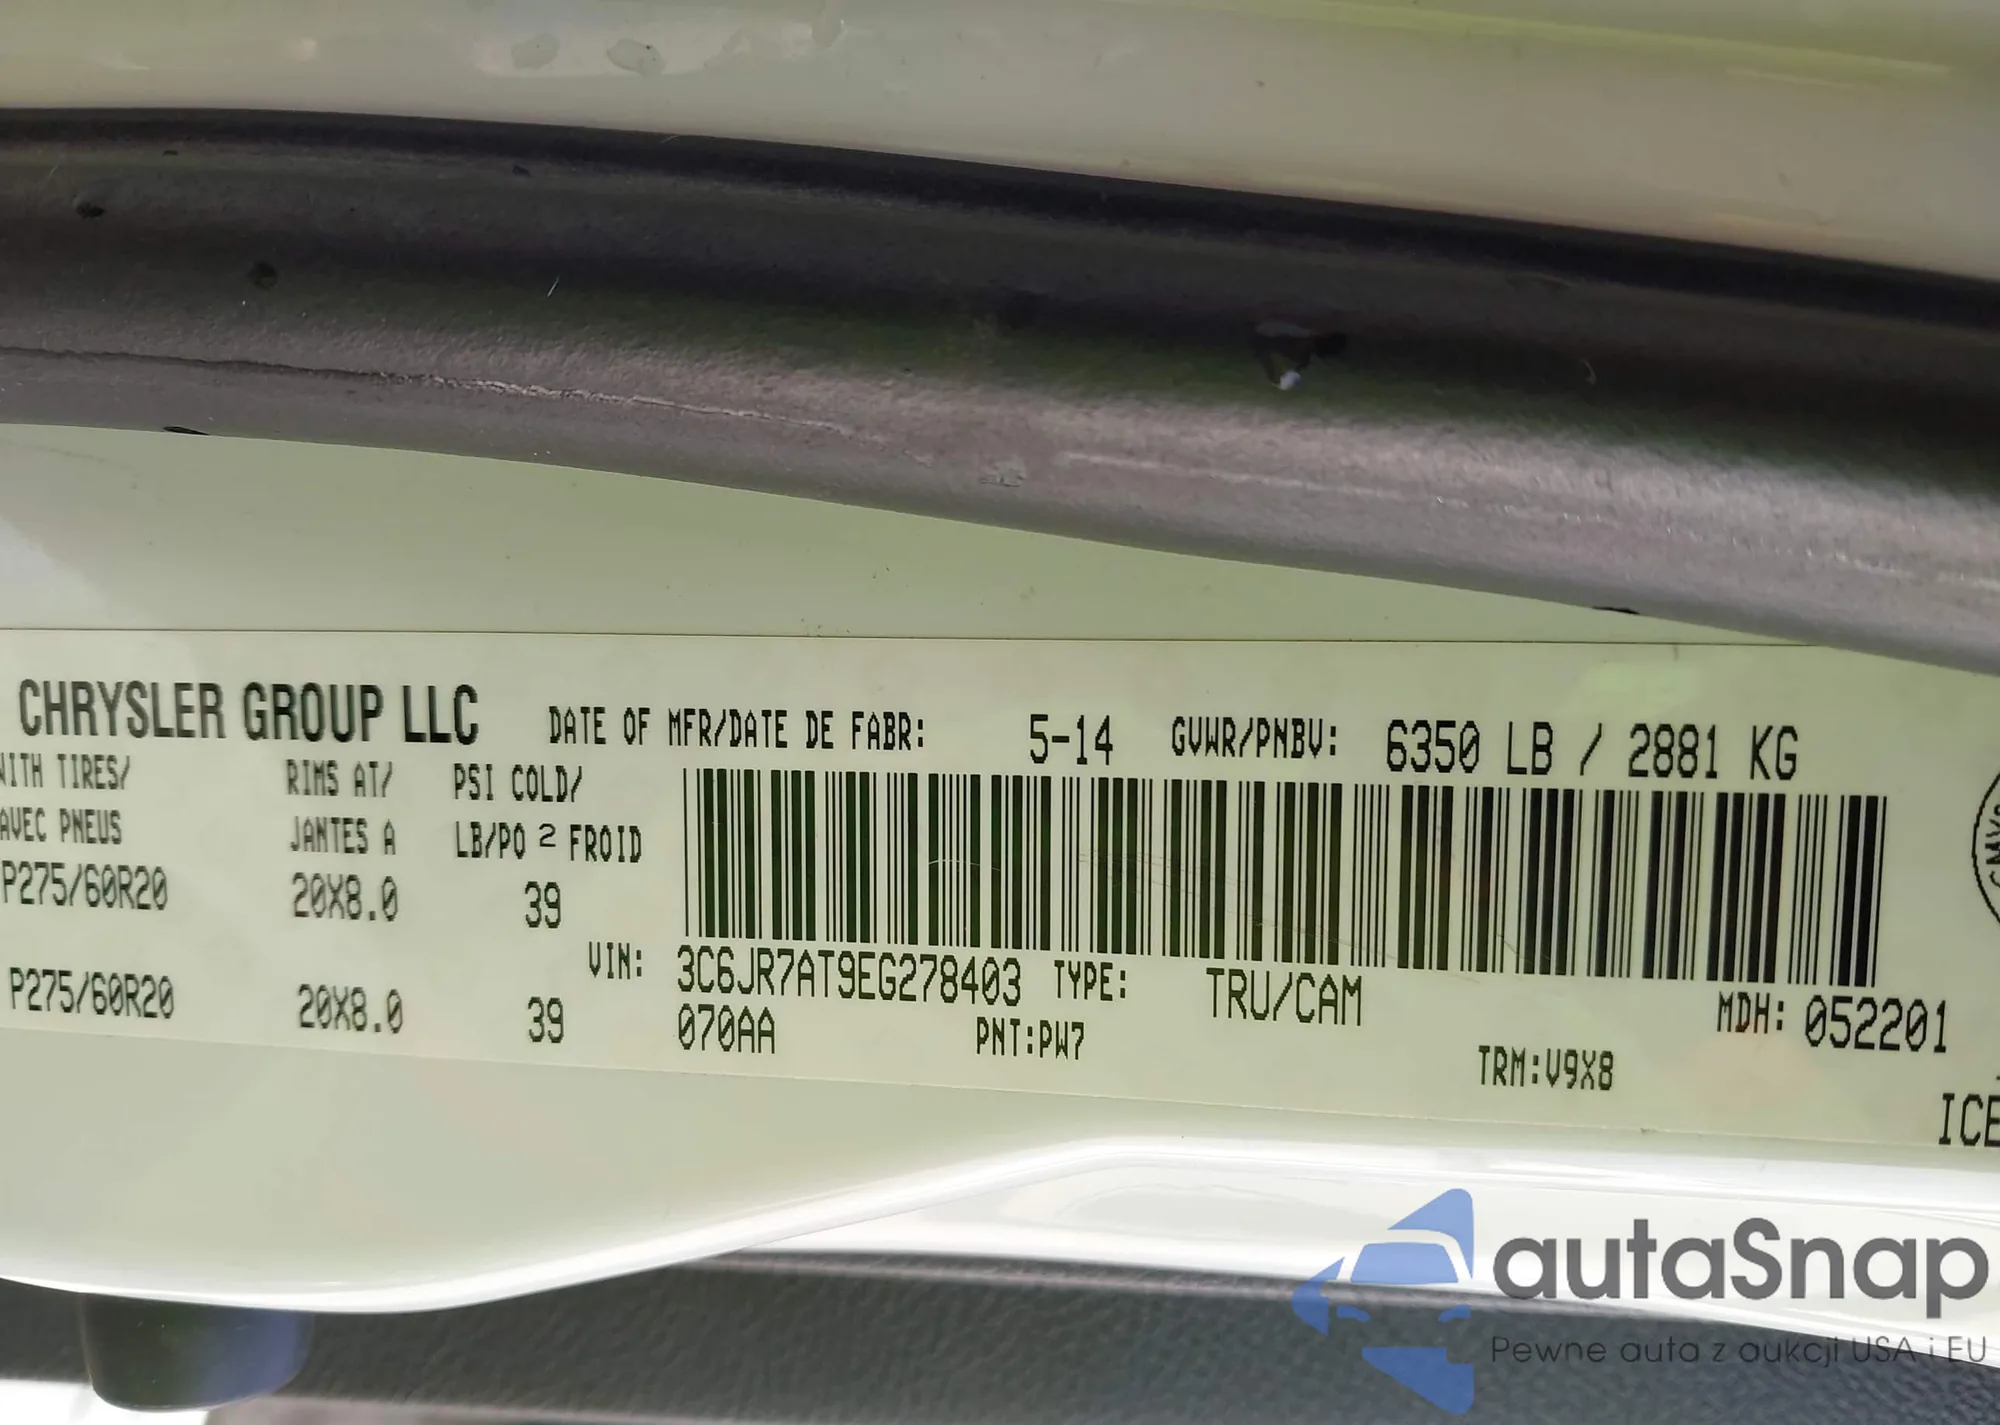 CHRYSLER GROUP LLC DATE OF MFR/DATE DE FABR: 5-14 GVWR/PNBV: 6350 LB / 2881 KG
WITH TIRES/ RIMS AT/ PSI COLD/
AVEC PNEUS JANTES A LB/PO 2 FROID
P275/60R20 20X8.0 39
VIN: 3C6JR7AT9EG278403 TYPE: TRU/CAM MDH: 052201
P275/60R20 20X8.0 39 070AA PNT:PW7 TRM:V9X8
ICE
autaSnap
Pewne auta z aukcji USA i EU